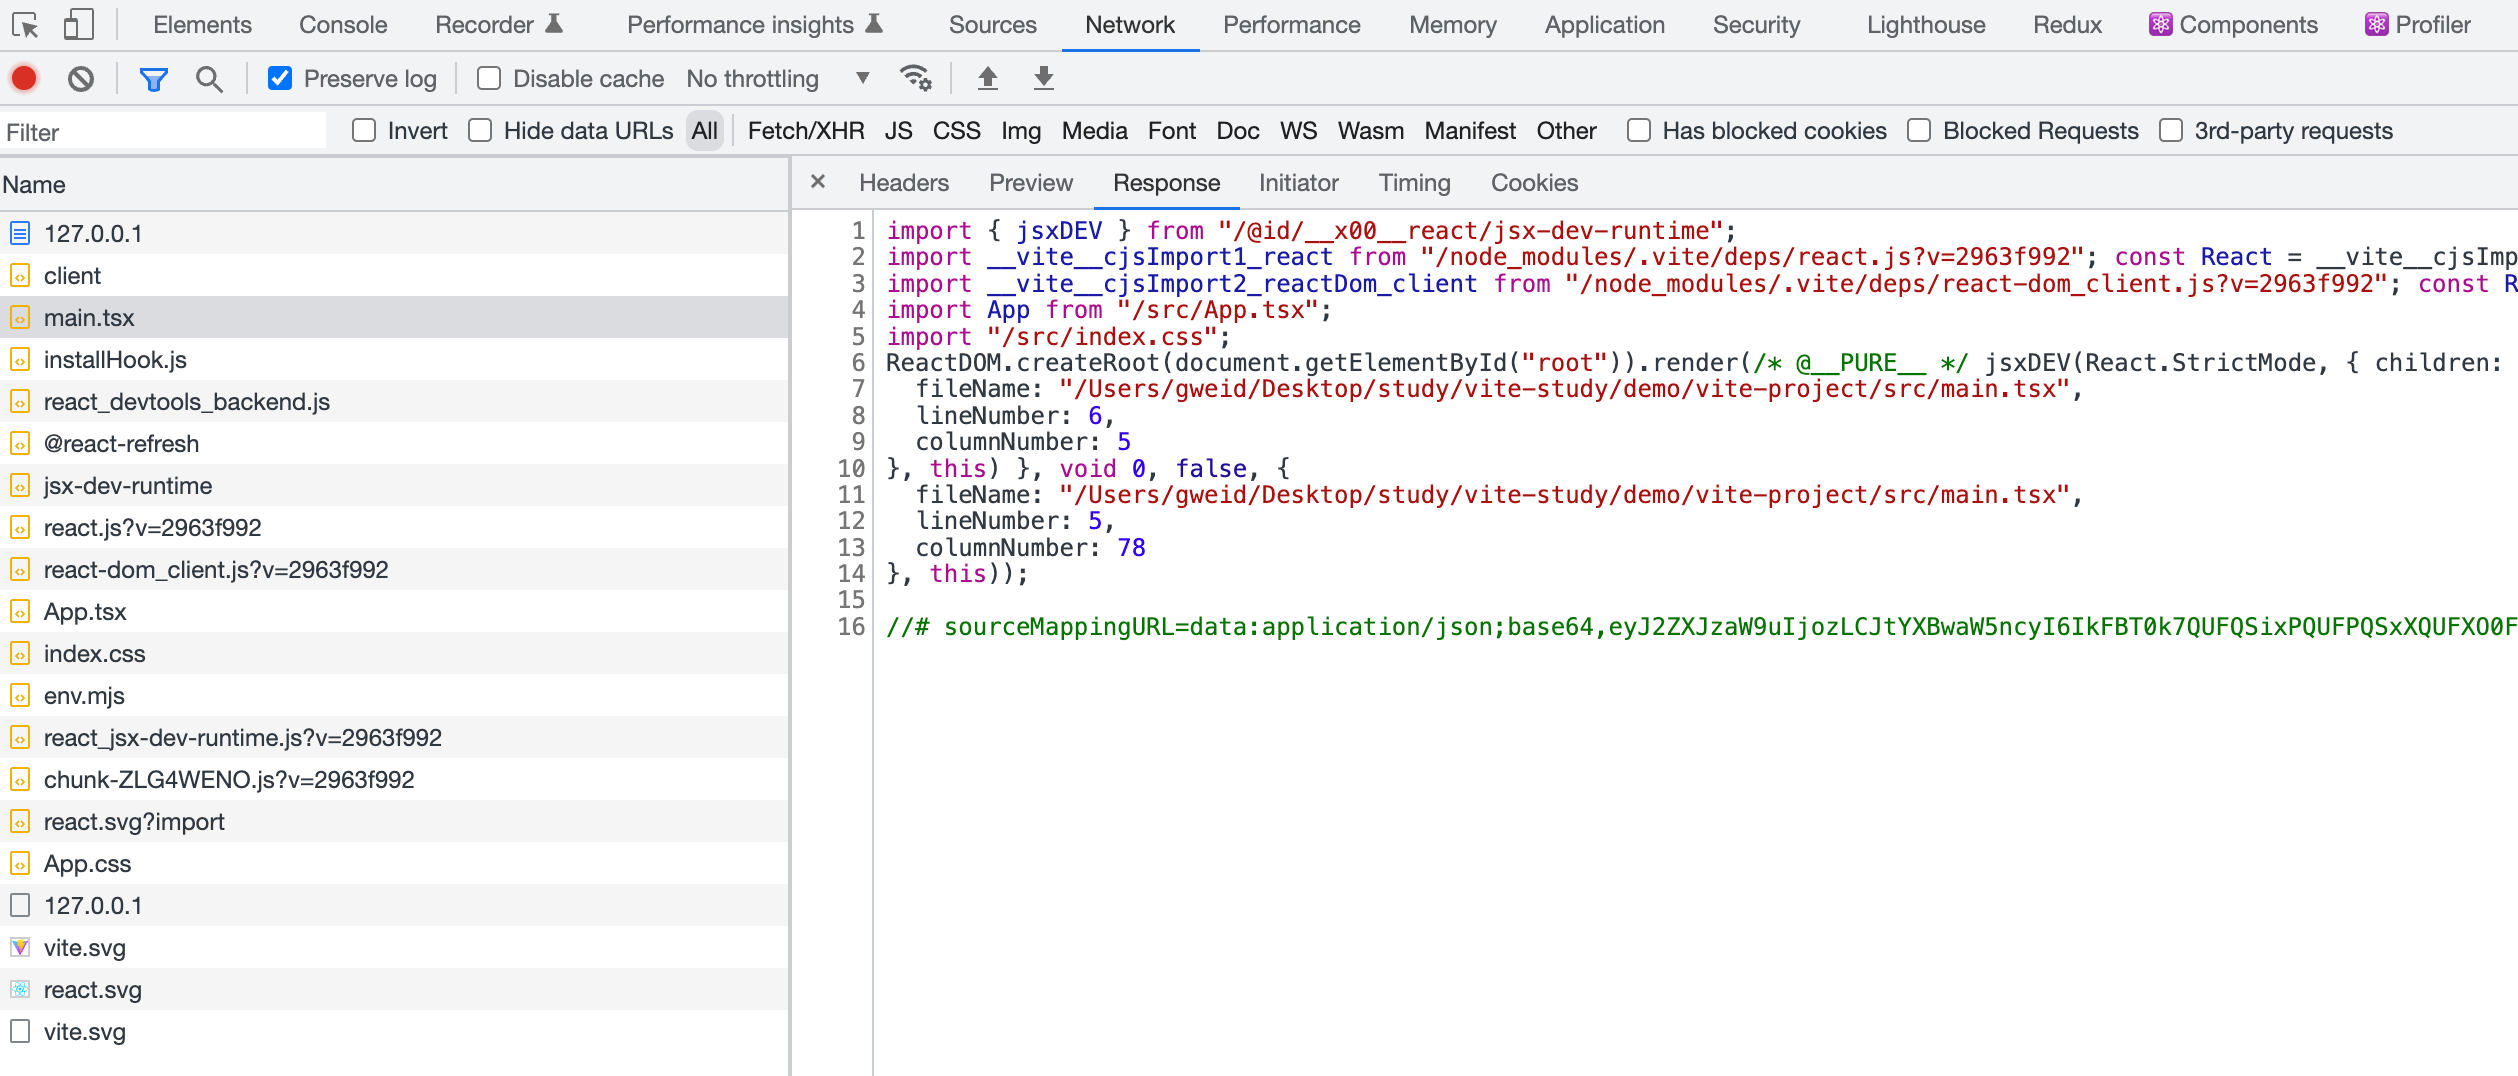 Elements Console Recorder Performance insights Sources Network Performance Memory Application Security Lighthouse Redux Components Profiler
Preserve log Disable cache No throttling
Filter Invert Hide data URLs All Fetch/XHR JS CSS Img Media Font Doc WS Wasm Manifest Other Has blocked cookies Blocked Requests 3rd-party requests
Name
127.0.0.1
client
main.tsx
installHook.js
react_devtools_backend.js
@react-refresh
jsx-dev-runtime
react.js?v=2963f992
react-dom_client.js?v=2963f992
App.tsx
index.css
env.mjs
react_jsx-dev-runtime.js?v=2963f992
chunk-ZLG4WENO.js?v=2963f992
react.svg?import
App.css
127.0.0.1
vite.svg
react.svg
vite.svg
× Headers Preview Response Initiator Timing Cookies
1 import { jsxDEV } from "/@id/__x00__react/jsx-dev-runtime";
2 import __vite__cjsImport1_react from "/node_modules/.vite/deps/react.js?v=2963f992"; const React = __vite__cjsImp
3 import __vite__cjsImport2_reactDom_client from "/node_modules/.vite/deps/react-dom_client.js?v=2963f992"; const R
4 import App from "/src/App.tsx";
5 import "/src/index.css";
6 ReactDOM.createRoot(document.getElementById("root")).render(/* @__PURE__ */ jsxDEV(React.StrictMode, { children:
7 fileName: "/Users/gweid/Desktop/study/vite-study/demo/vite-project/src/main.tsx",
8 lineNumber: 6,
9 columnNumber: 5
10 }, this) }, void 0, false, {
11 fileName: "/Users/gweid/Desktop/study/vite-study/demo/vite-project/src/main.tsx",
12 lineNumber: 5,
13 columnNumber: 78
14 }, this));
15
16 //# sourceMappingURL=data:application/json;base64,eyJ2ZXJzaW9uIjozLCJtYXBwaW5ncyI6IkFBT0k7QUFQSixPQUFPQSxXQUFXO0F